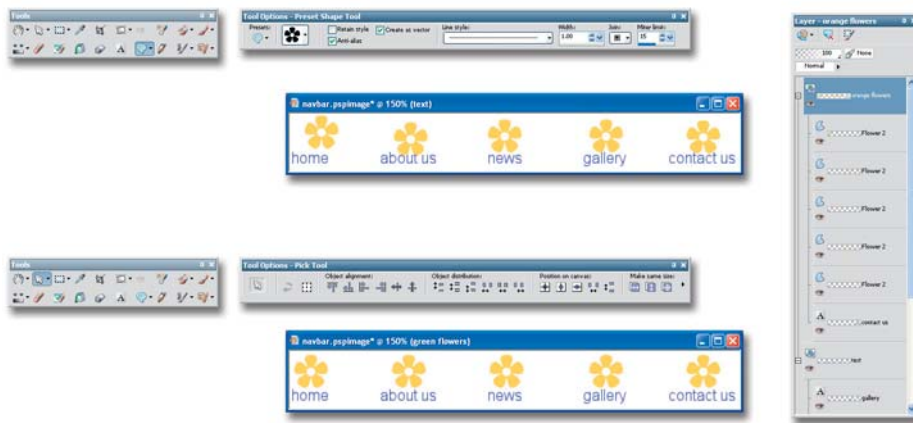 Tools
Tool Options - Preset Shape Tool
Presets:
Retain style
Create as vector
Anti-alias
Line style:
Width:
1.00
Join:
Miter limit:
15
navbar.pspimage* @ 150% (text)
home about us news gallery contact us
Tools
Tool Options - Pick Tool
Object alignment:
Object distribution:
Position on canvas:
Make same size:
navbar.pspimage* @ 150% (green flowers)
home about us news gallery contact us
Layer - orange flowers
100
None
Normal
orange flowers
Flower 2
Flower 2
Flower 2
Flower 2
Flower 2
contact us
text
gallery